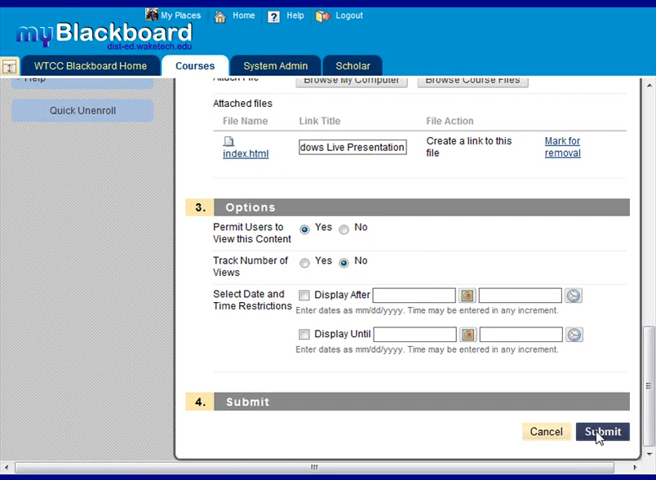 My Places Home Help Logout
myBlackboard
dist-ed.waketech.edu
WTCC Blackboard Home Courses System Admin Scholar
Help
Quick Unenroll
Attach File Browse My Computer Browse Course Files
Attached files
File Name Link Title File Action
index.html dows Live Presentation Create a link to this file Mark for removal
3. Options
Permit Users to View this Content Yes No
Track Number of Views Yes No
Select Date and Time Restrictions Display After
Enter dates as mm/dd/yyyy. Time may be entered in any increment.
Display Until
Enter dates as mm/dd/yyyy. Time may be entered in any increment.
4. Submit
Cancel Submit